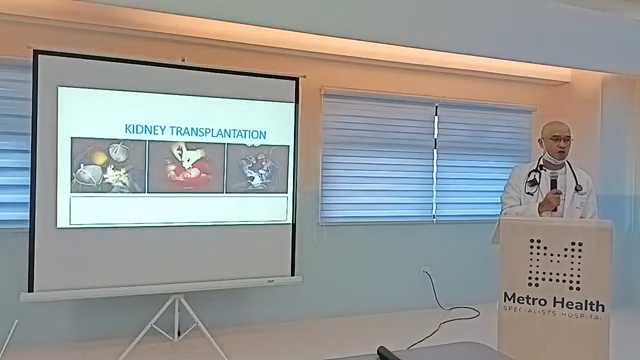 KIDNEY TRANSPLANTATION
Metro Health
SPECIALISTS HOSPITAL